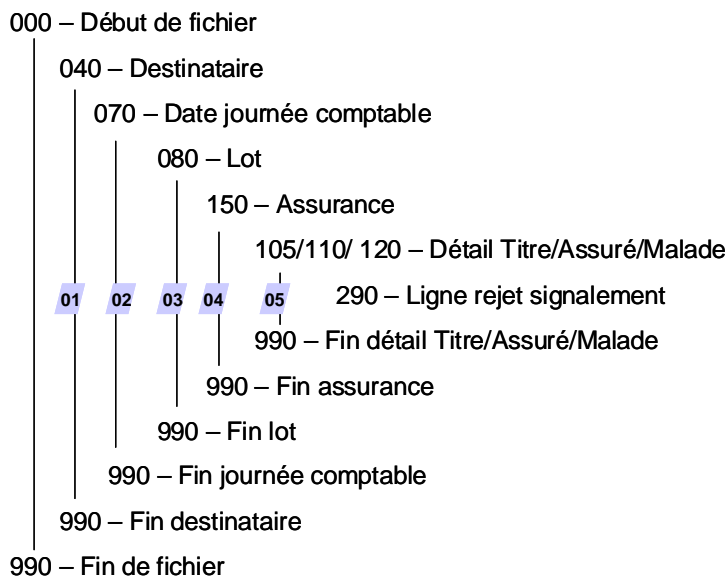 000 – Début de fichier
040 – Destinataire
070 – Date journée comptable
080 – Lot
150 – Assurance
105/110/ 120 – Détail Titre/Assuré/Malade
01 02 03 04 05 290 – Ligne rejet signalement
990 – Fin détail Titre/Assuré/Malade
990 – Fin assurance
990 – Fin lot
990 – Fin journée comptable
990 – Fin destinataire
990 – Fin de fichier